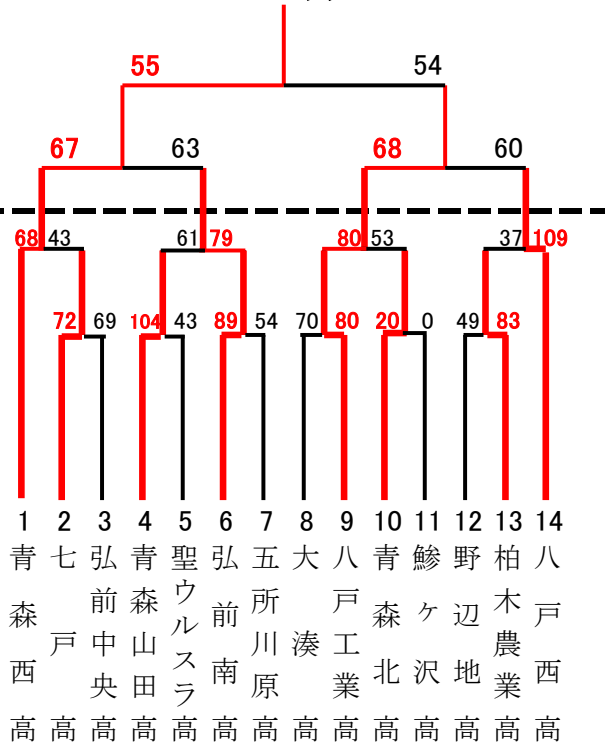 55 54
67 63 68 60
68 43 61 79 80 53 37 109
72 69 104 43 89 54 70 80 20 0 49 83
1 2 3 4 5 6 7 8 9 10 11 12 13 14
青森西高
七戸高
弘前中央高
青森山田高
聖ウルスラ高
弘前南高
五所川原高
大湊高
八戸工業高
青森北高
鰺ヶ沢高
野辺地高
柏木農業高
八戸西高